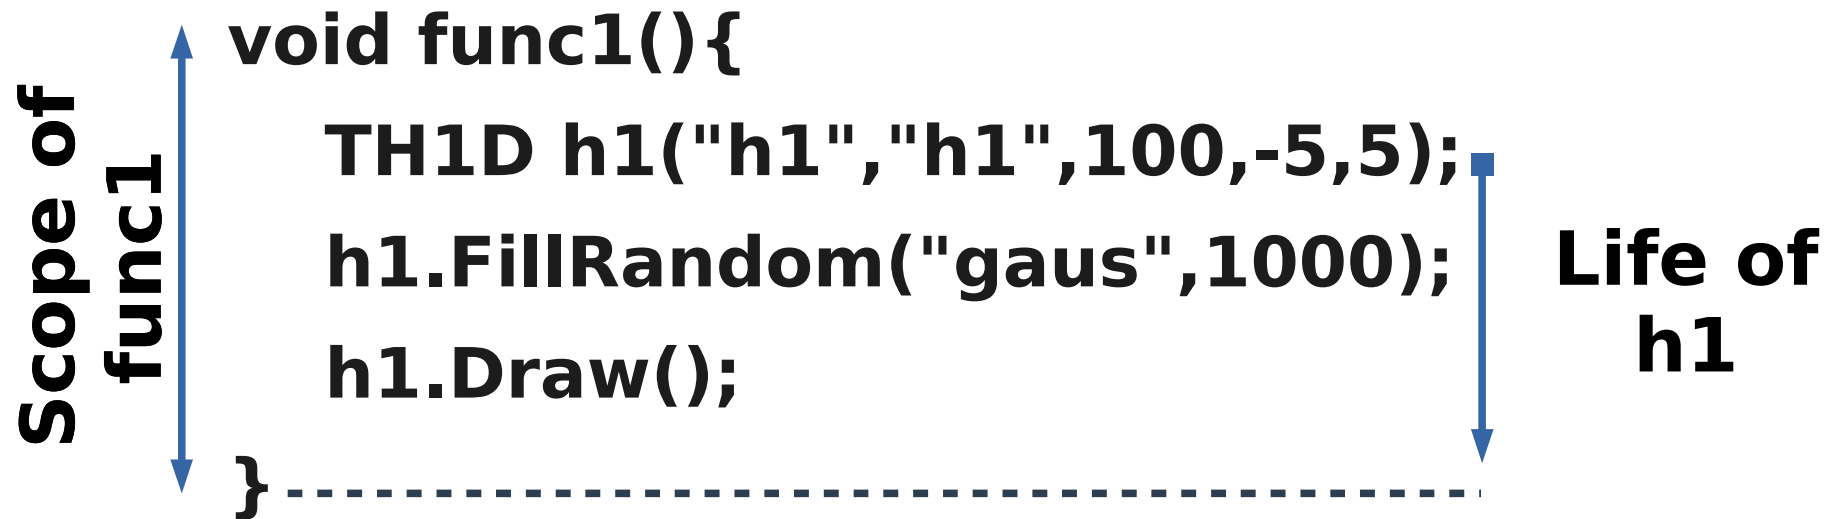 Scope of
func1
void func1(){
TH1D h1("h1","h1",100,-5,5);
h1.FillRandom("gaus",1000);
h1.Draw();
}
Life of
h1